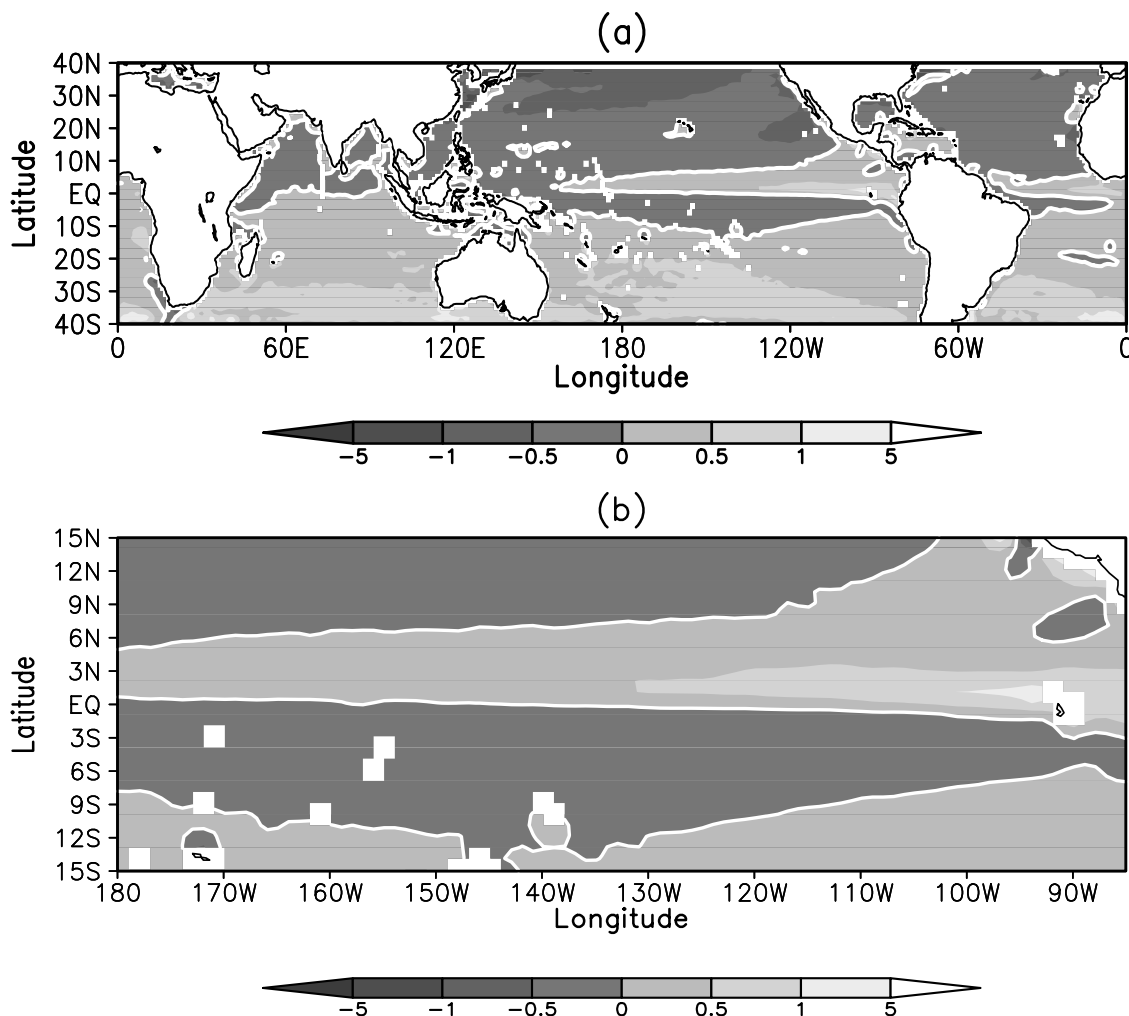 (a)
40N
30N
20N
10N
EQ
10S
20S
30S
40S
Latitude
0 60E 120E 180 120W 60W 0
Longitude
−5 −1 −0.5 0 0.5 1 5
(b)
15N
12N
9N
6N
3N
EQ
3S
6S
9S
12S
15S
Latitude
180 170W 160W 150W 140W 130W 120W 110W 100W 90W
Longitude
−5 −1 −0.5 0 0.5 1 5